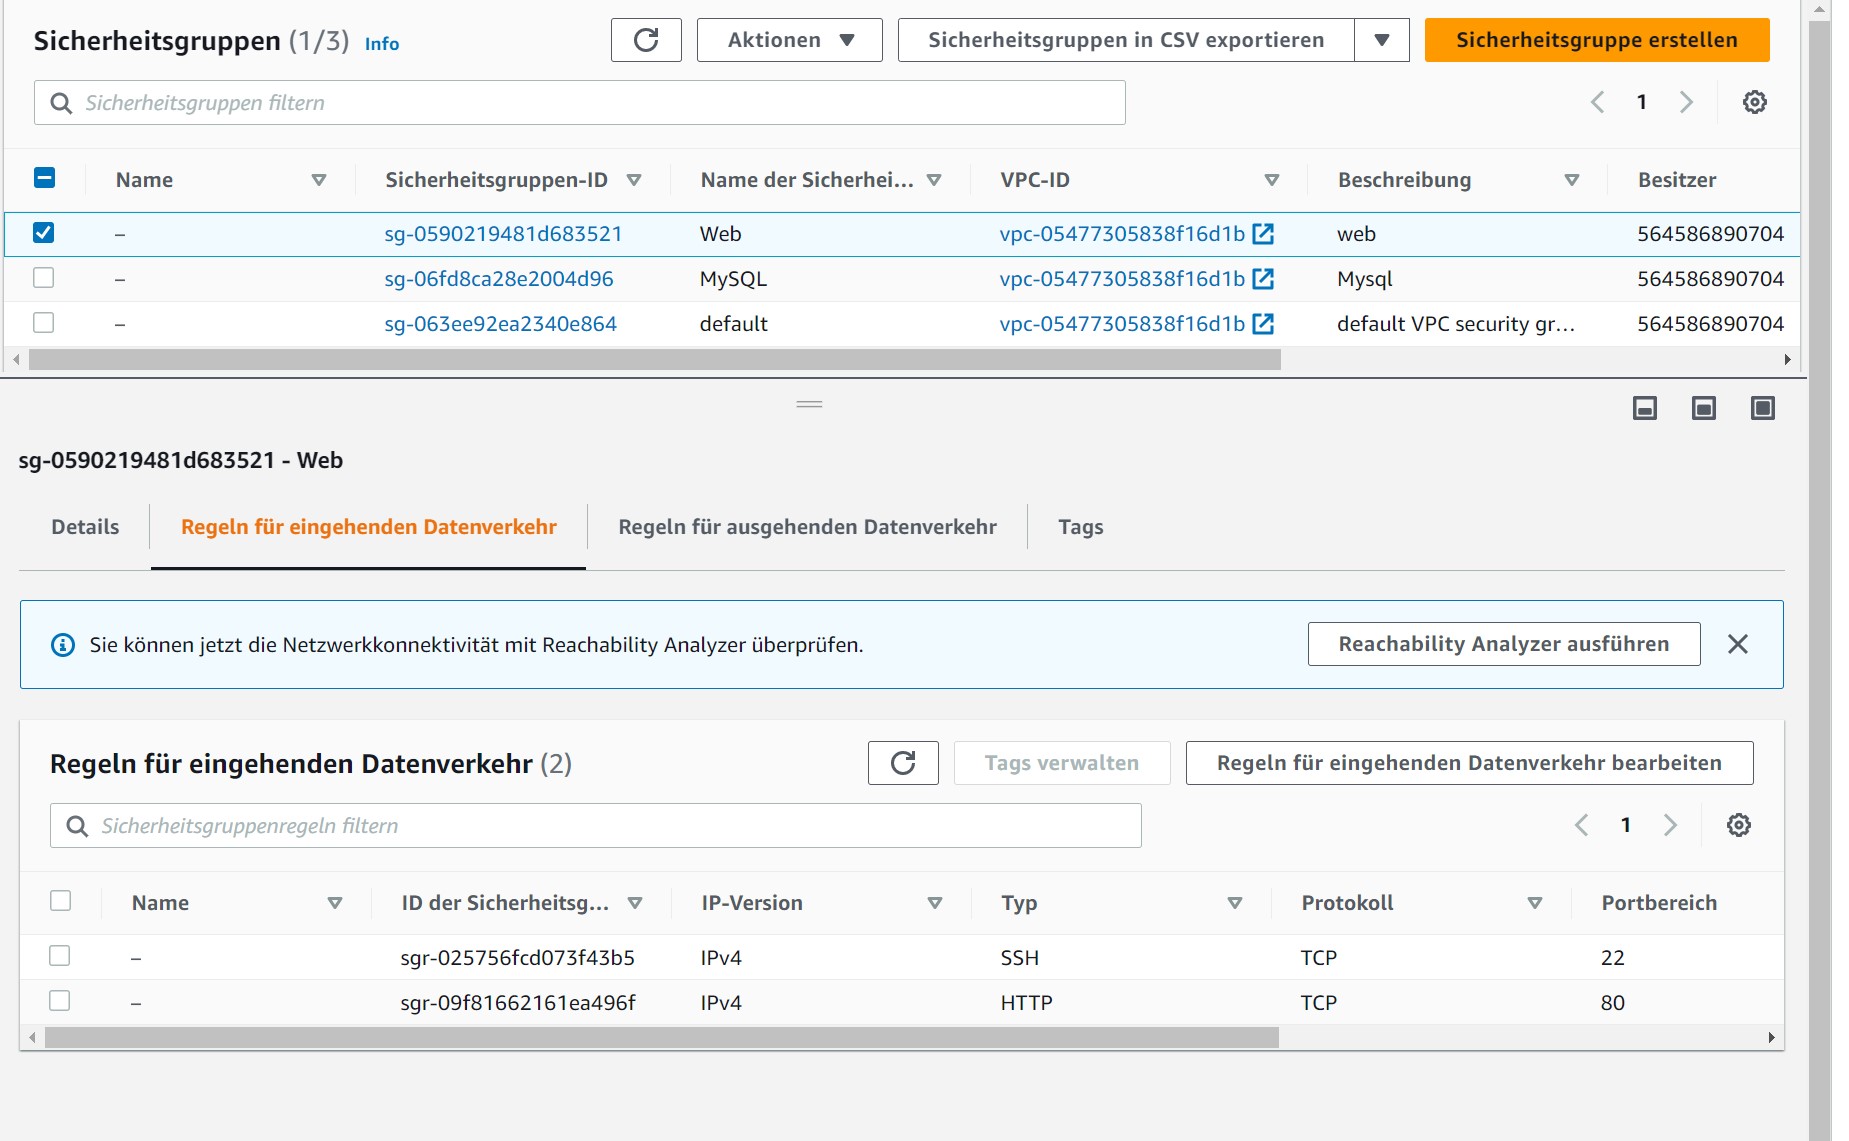 Sicherheitsgruppen (1/3) Info
Aktionen
Sicherheitsgruppen in CSV exportieren
Sicherheitsgruppe erstellen
Sicherheitsgruppen filtern
1
Name Sicherheitsgruppen-ID Name der Sicherhei... VPC-ID Beschreibung Besitzer
– sg-0590219481d683521 Web vpc-05477305838f16d1b web 564586890704
– sg-06fd8ca28e2004d96 MySQL vpc-05477305838f16d1b Mysql 564586890704
– sg-063ee92ea2340e864 default vpc-05477305838f16d1b default VPC security gr... 564586890704
sg-0590219481d683521 - Web
Details Regeln für eingehenden Datenverkehr Regeln für ausgehenden Datenverkehr Tags
Sie können jetzt die Netzwerkkonnektivität mit Reachability Analyzer überprüfen.
Reachability Analyzer ausführen
Regeln für eingehenden Datenverkehr (2)
Tags verwalten
Regeln für eingehenden Datenverkehr bearbeiten
Sicherheitsgruppenregeln filtern
1
Name ID der Sicherheitsg... IP-Version Typ Protokoll Portbereich
– sgr-025756fcd073f43b5 IPv4 SSH TCP 22
– sgr-09f81662161ea496f IPv4 HTTP TCP 80